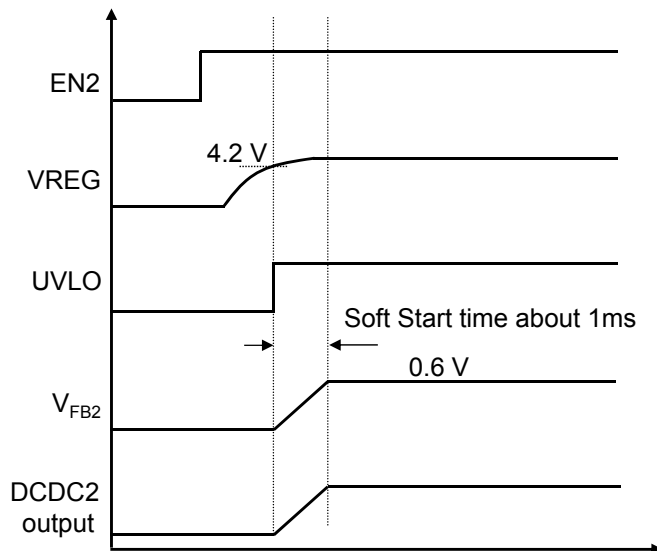 EN2
4.2 V
VREG
UVLO
Soft Start time about 1ms
0.6 V
VFB2
DCDC2
output